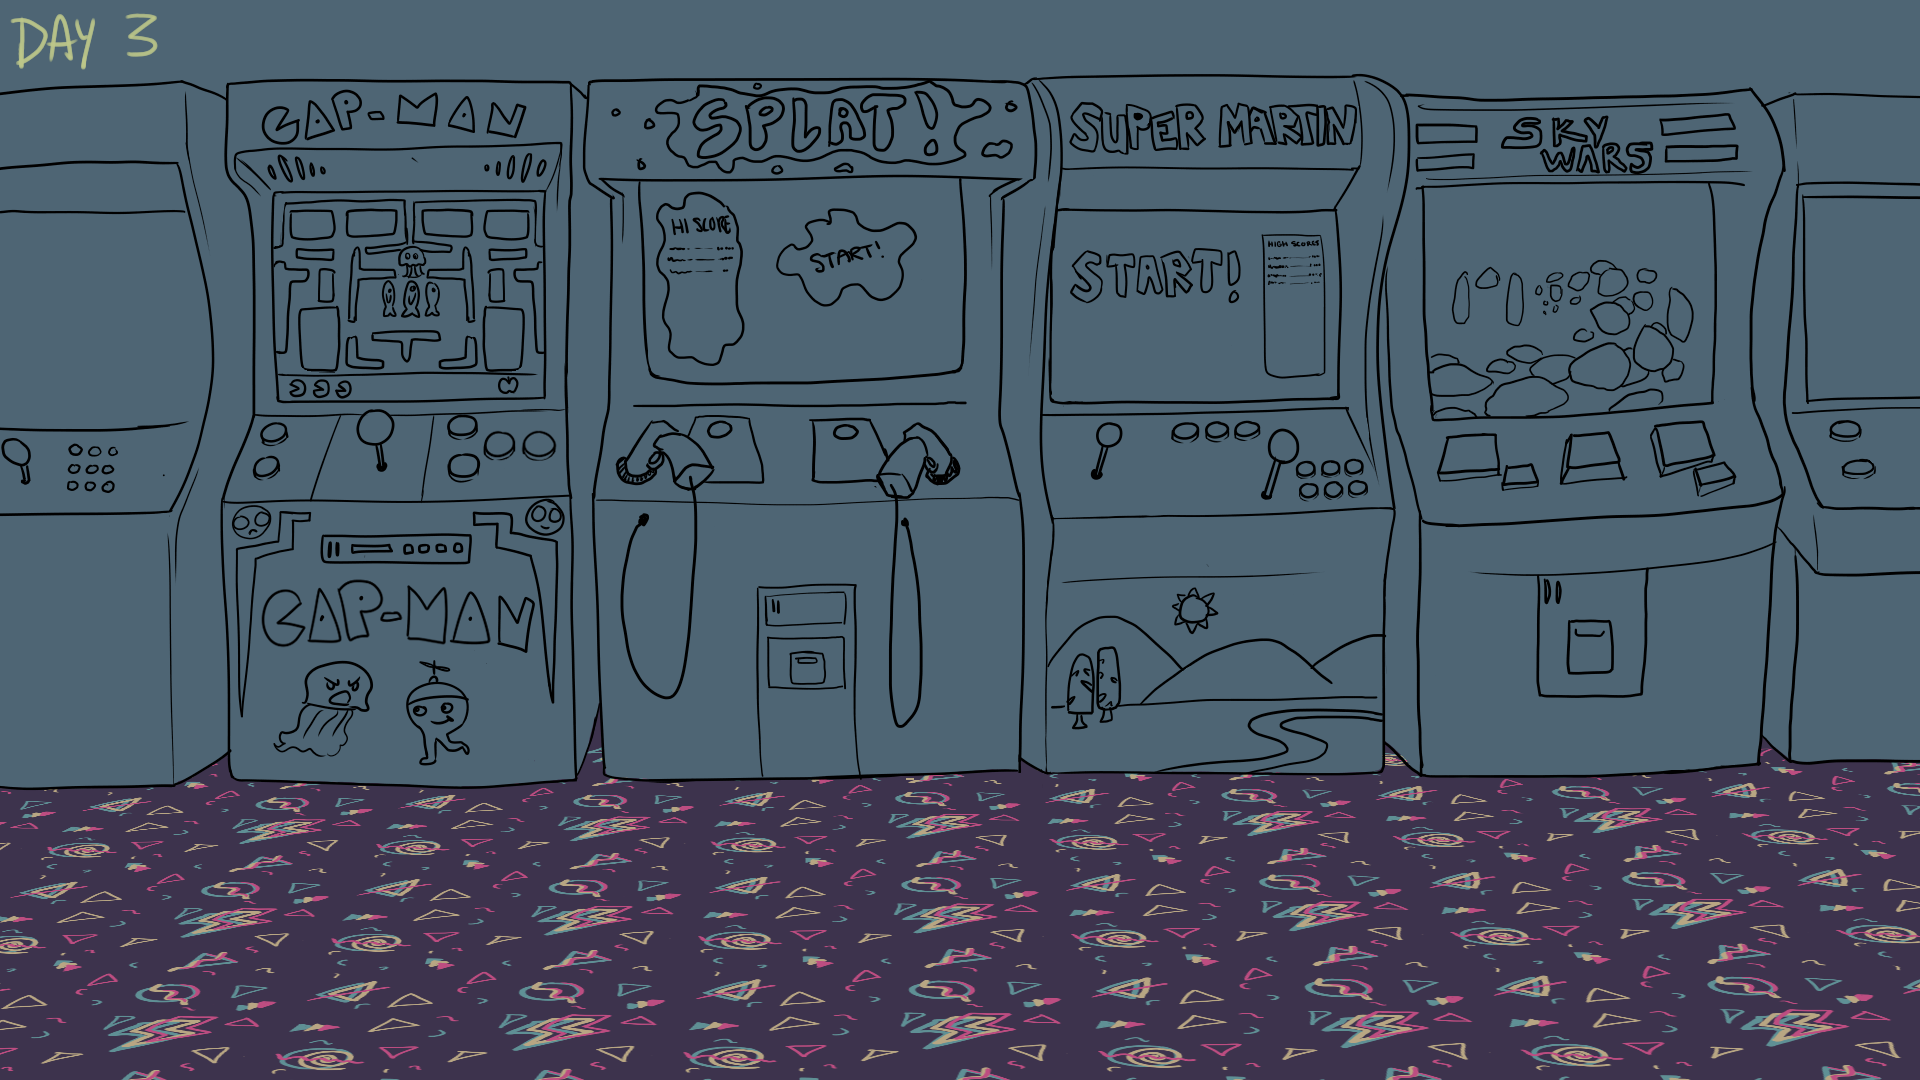 DAY 3
CAP-MAN
SPLAT!
SUPER MARTIN
SKY
WARS
HI SCORE
START!
START!
HIGH SCORES
CAP-MAN